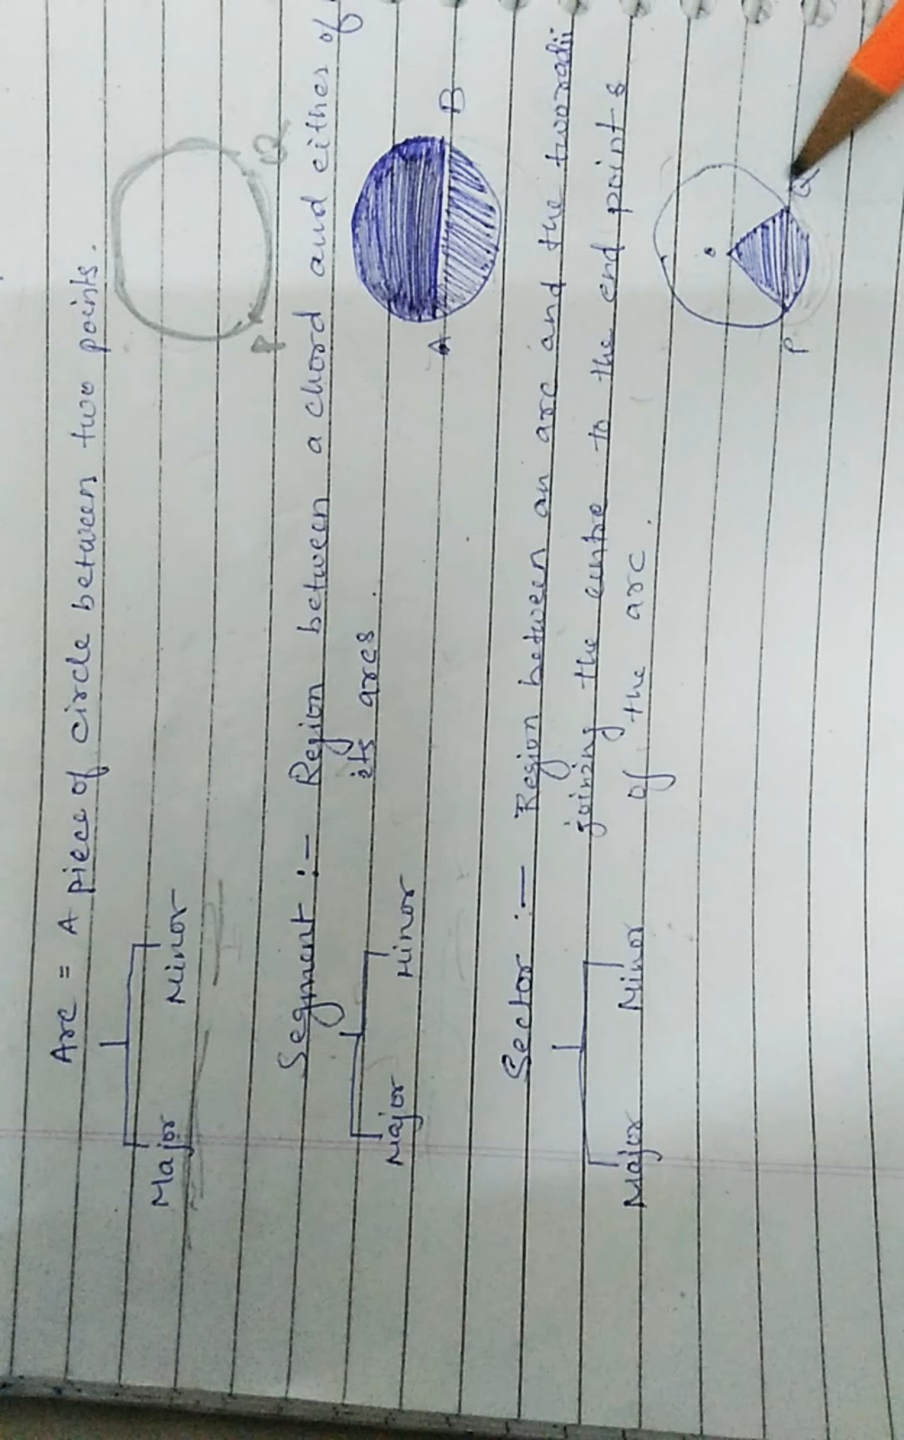 Arc = A piece of circle between two points.
Major Minor
P Q
Segment :- Region between a chord and either of
its arcs.
Major Minor
A B
Sector :- Region between an arc and the two radii
joining the centre to the end points
of the arc.
Major Minor
P Q